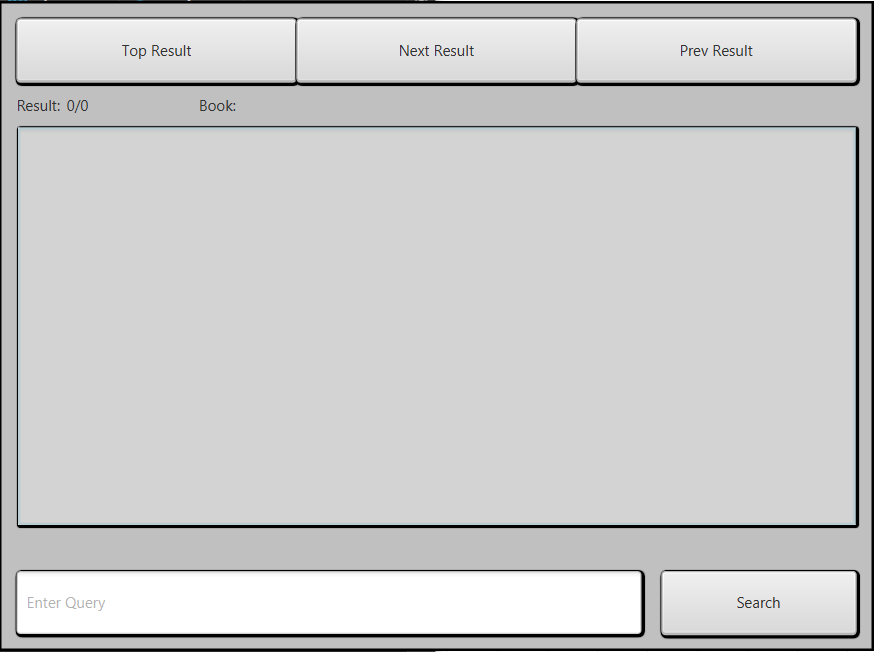 Top Result Next Result Prev Result
Result: 0/0 Book:
Enter Query Search